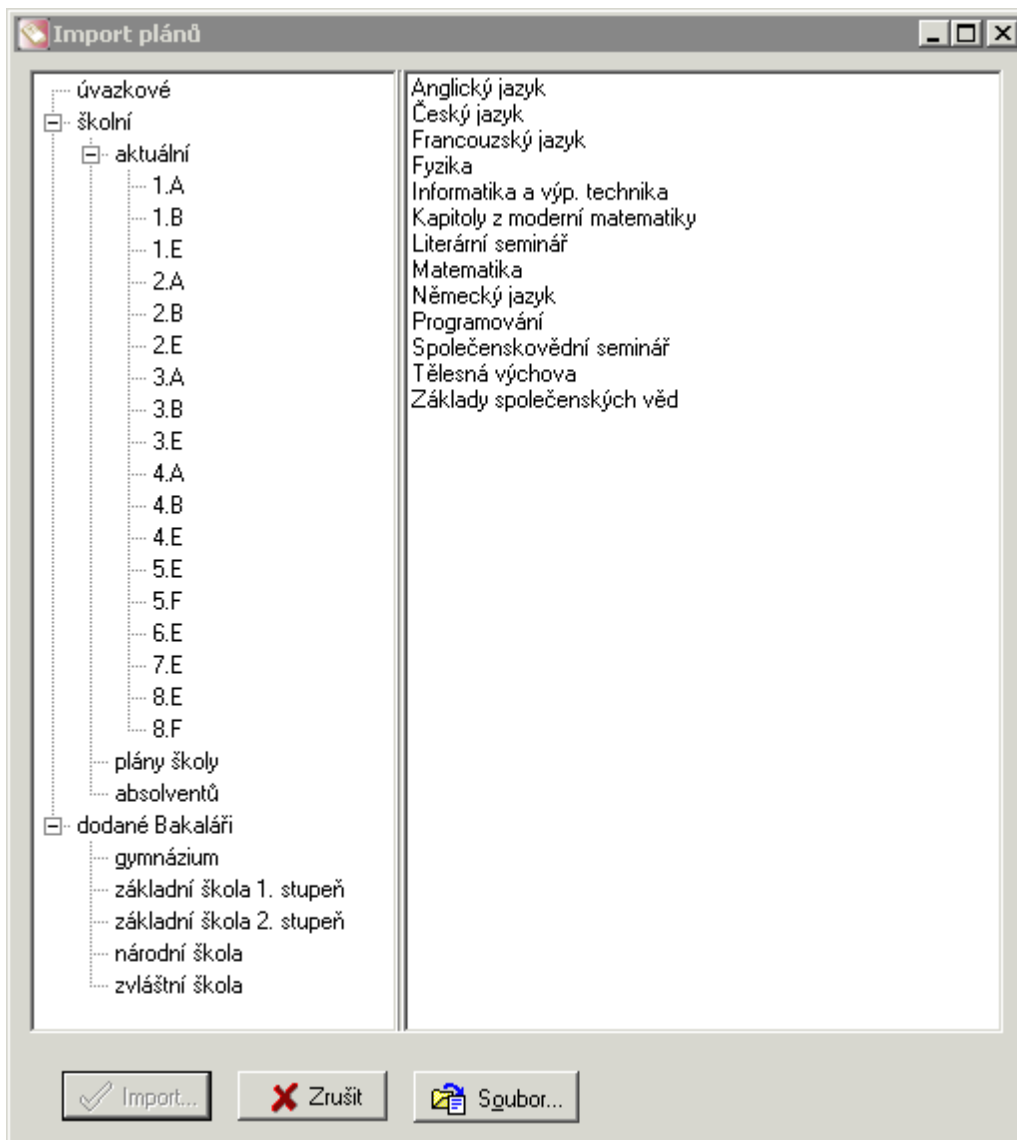 Import plánů
úvazkové
školní
aktuální
1.A
1.B
1.E
2.A
2.B
2.E
3.A
3.B
3.E
4.A
4.B
4.E
5.E
5.F
6.E
7.E
8.E
8.F
plány školy
absolventů
dodané Bakaláři
gymnázium
základní škola 1. stupeň
základní škola 2. stupeň
národní škola
zvláštní škola
Anglický jazyk
Český jazyk
Francouzský jazyk
Fyzika
Informatika a výp. technika
Kapitoly z moderní matematiky
Literární seminář
Matematika
Německý jazyk
Programování
Společenskovědní seminář
Tělesná výchova
Základy společenských věd
Import...
Zrušit
Soubor...